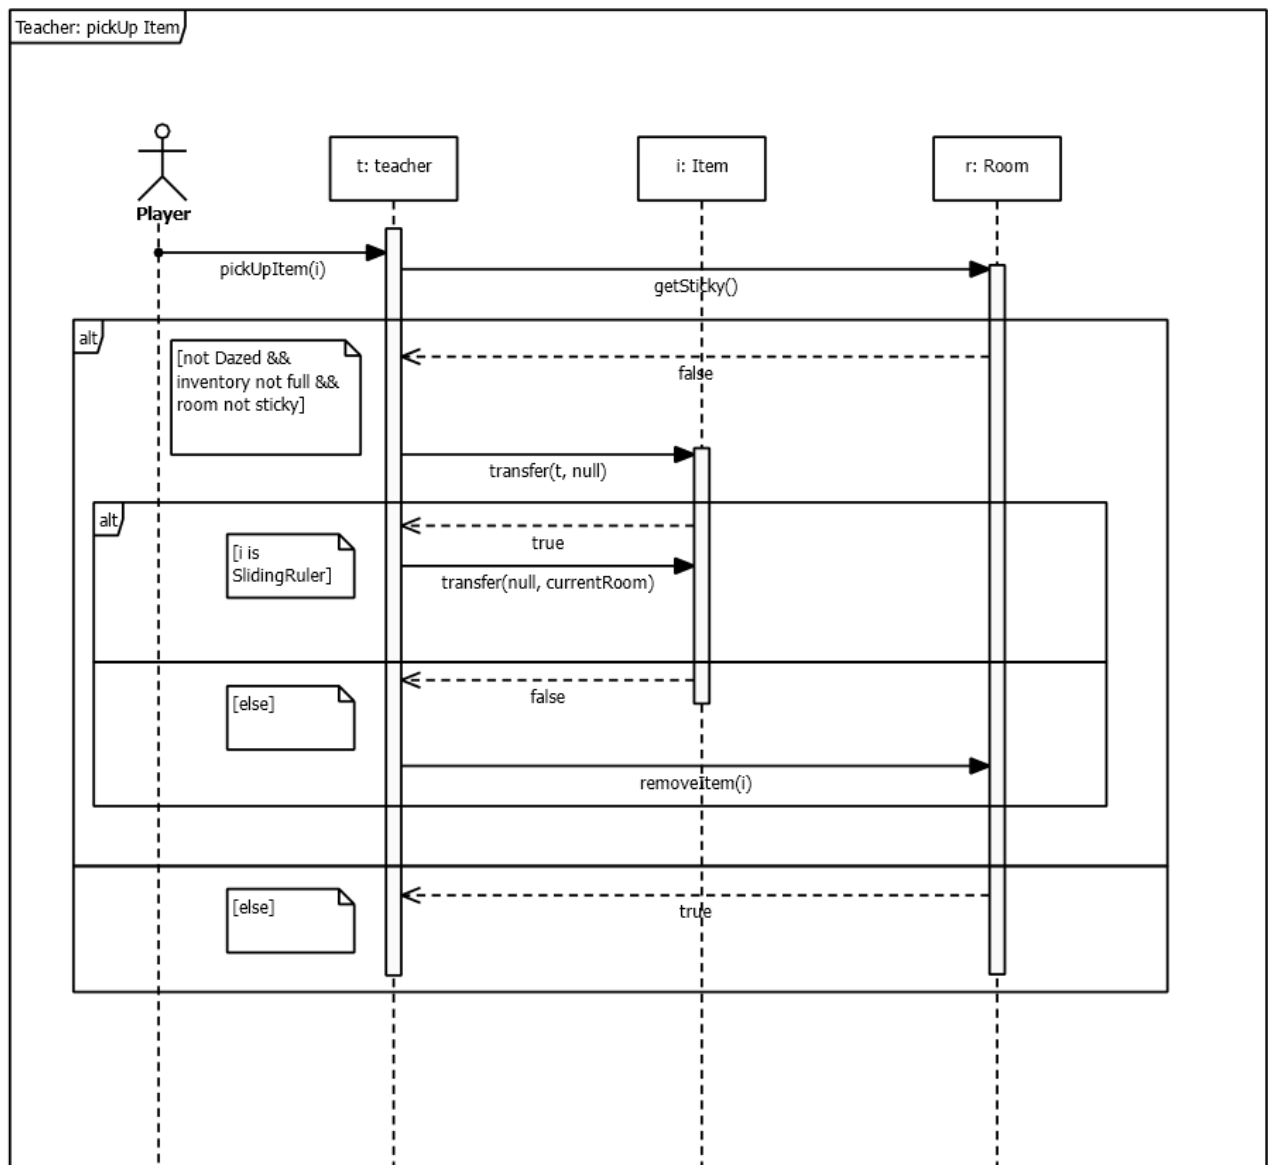 Teacher: pickUp Item
Player
t: teacher
i: Item
r: Room
pickUpItem(i)
getSticky()
alt
[not Dazed &&
inventory not full &&
room not sticky]
false
transfer(t, null)
alt
true
[i is
SlidingRuler]
transfer(null, currentRoom)
false
[else]
removeItem(i)
[else]
true